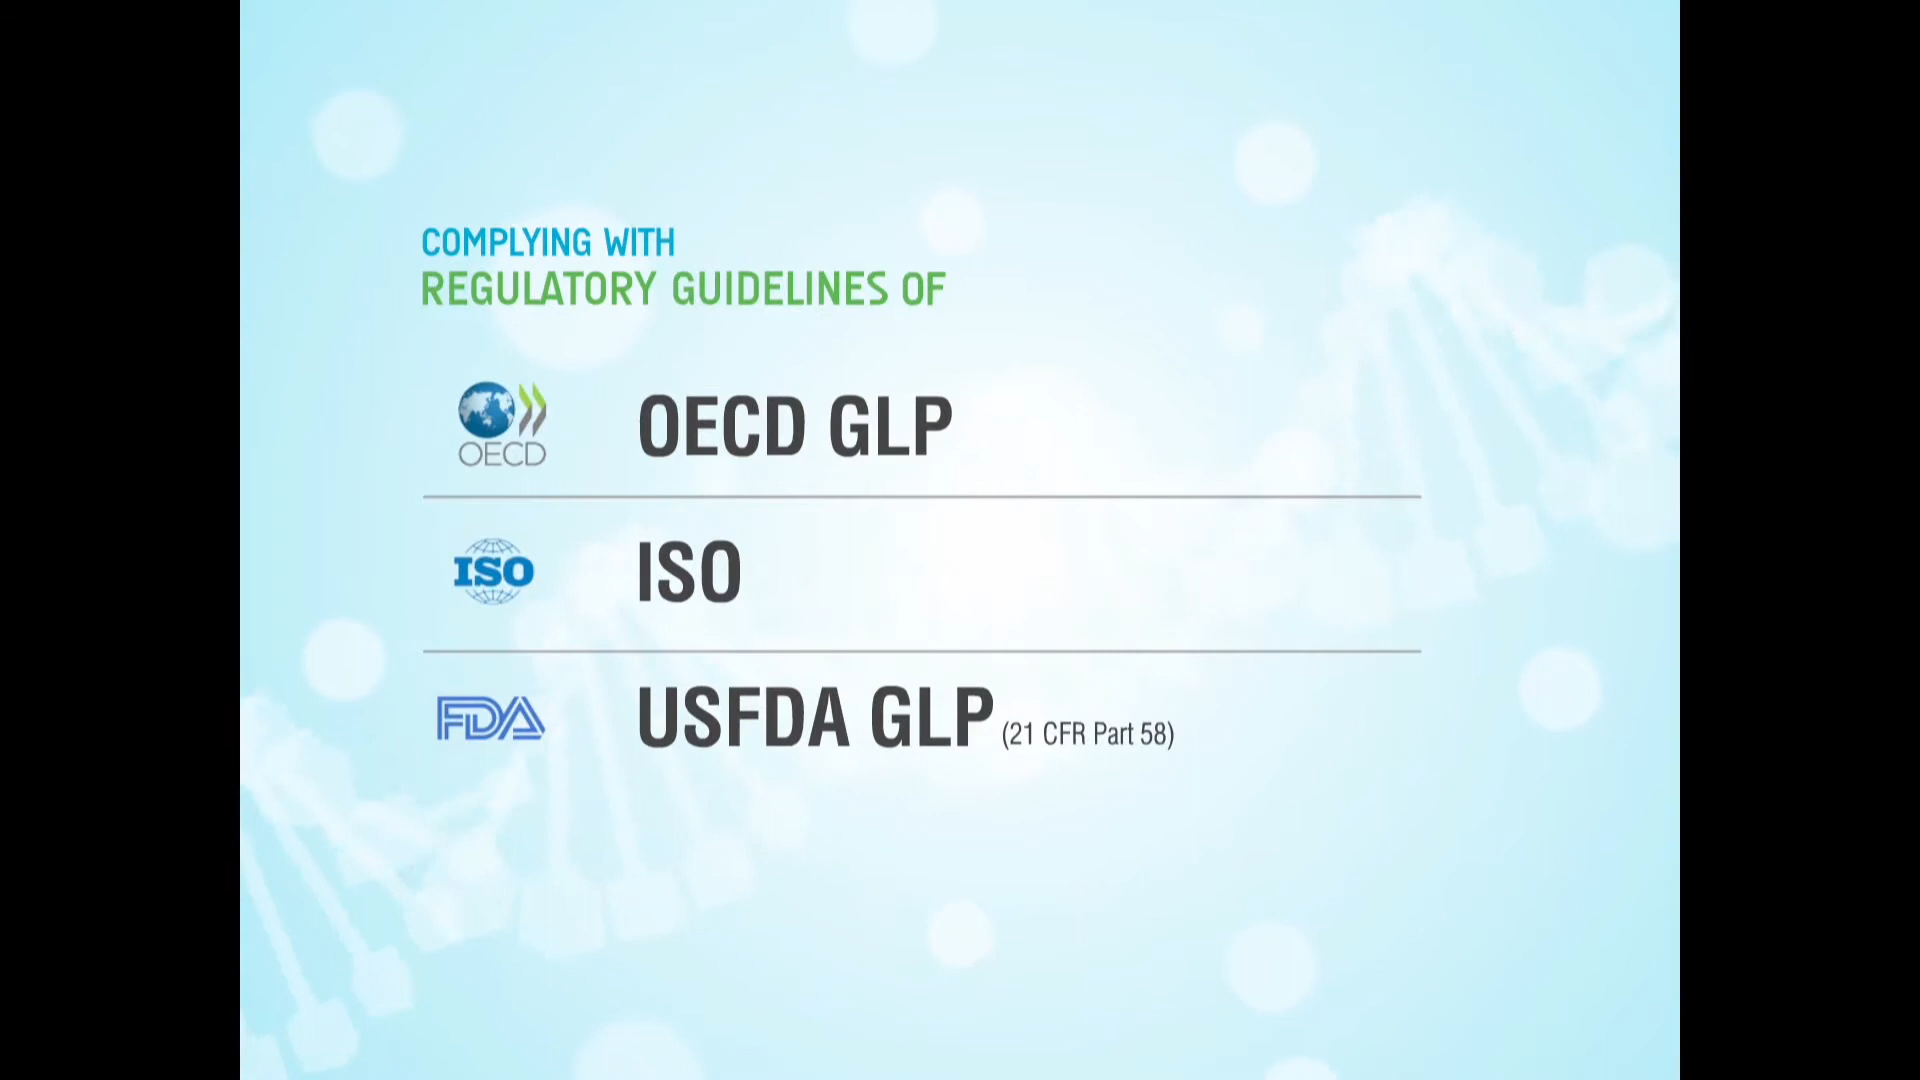 COMPLYING WITH
REGULATORY GUIDELINES OF
OECD
OECD GLP
ISO
ISO
FDA
USFDA GLP (21 CFR Part 58)